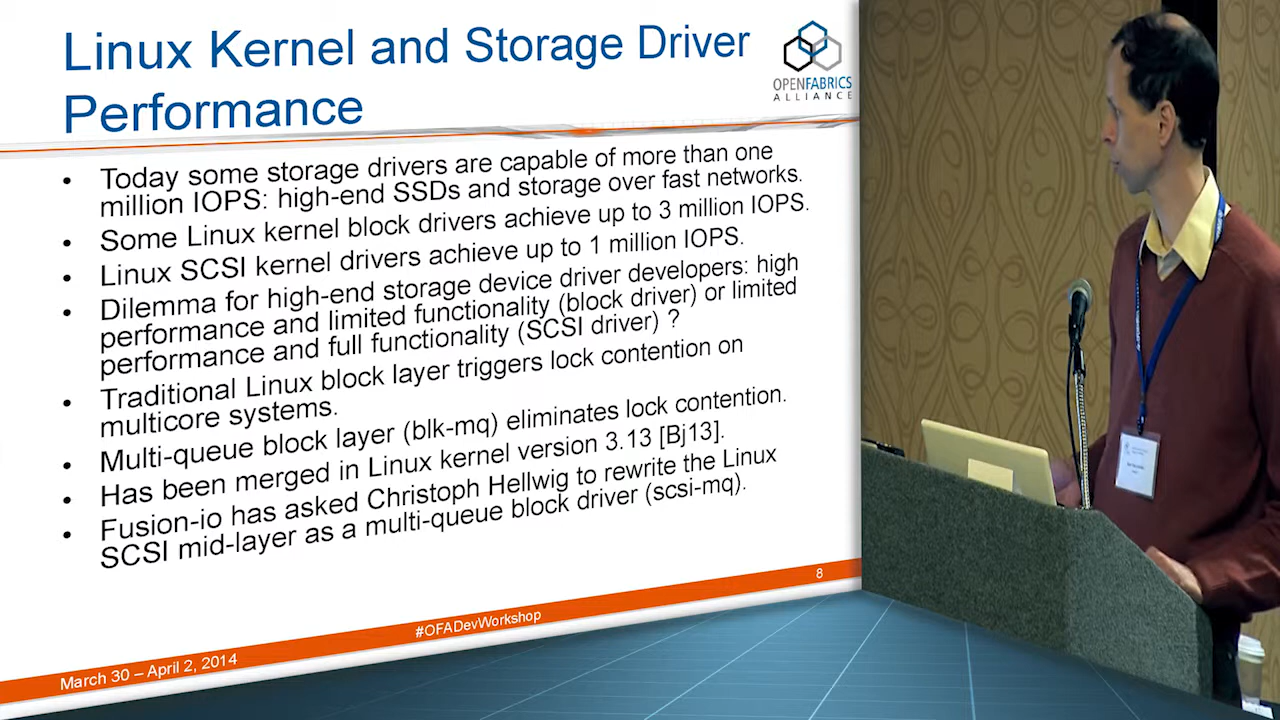 Linux Kernel and Storage Driver
Performance
OPENFABRICS
ALLIANCE
• Today some storage drivers are capable of more than one
million IOPS: high-end SSDs and storage over fast networks.
• Some Linux kernel block drivers achieve up to 3 million IOPS.
• Linux SCSI kernel drivers achieve up to 1 million IOPS.
• Dilemma for high-end storage device driver developers: high
performance and limited functionality (block driver) or limited
performance and full functionality (SCSI driver) ?
• Traditional Linux block layer triggers lock contention on
multicore systems.
• Multi-queue block layer (blk-mq) eliminates lock contention.
• Has been merged in Linux kernel version 3.13 [Bj13].
• Fusion-io has asked Christoph Hellwig to rewrite the Linux
SCSI mid-layer as a multi-queue block driver (scsi-mq).
8
March 30 – April 2, 2014
#OFADevWorkshop